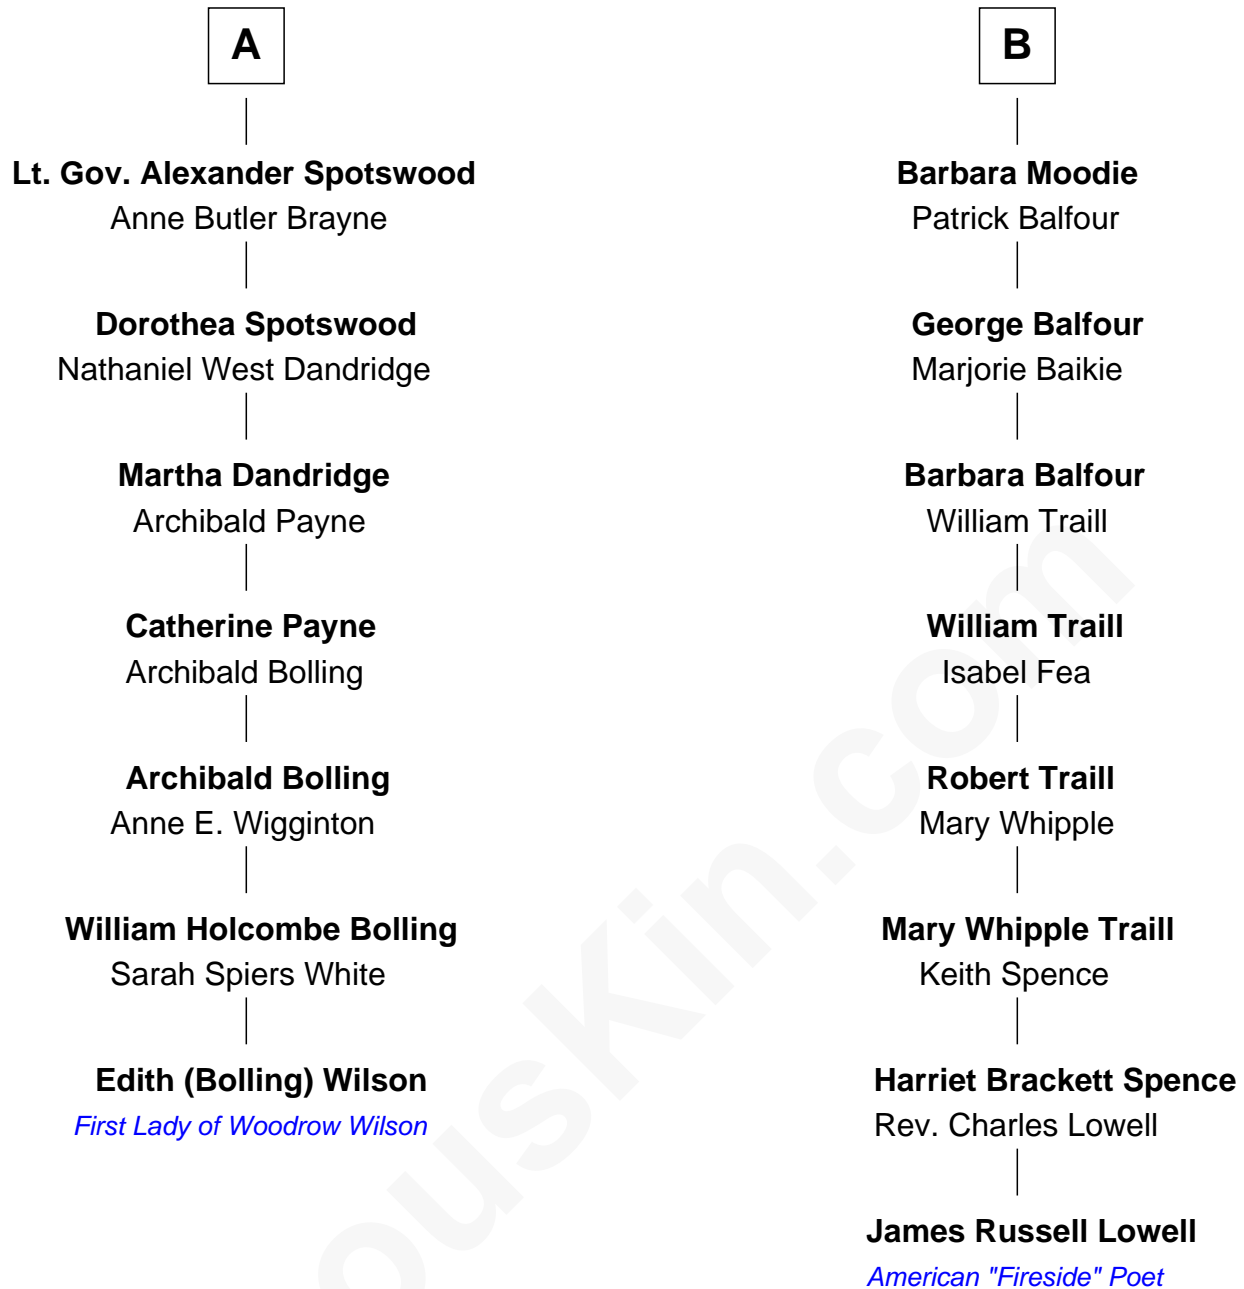 A
Lt. Gov. Alexander Spotswood
Anne Butler Brayne
Dorothea Spotswood
Nathaniel West Dandridge
Martha Dandridge
Archibald Payne
Catherine Payne
Archibald Bolling
Archibald Bolling
Anne E. Wigginton
William Holcombe Bolling
Sarah Spiers White
Edith (Bolling) Wilson
First Lady of Woodrow Wilson
B
Barbara Moodie
Patrick Balfour
George Balfour
Marjorie Baikie
Barbara Balfour
William Traill
William Traill
Isabel Fea
Robert Traill
Mary Whipple
Mary Whipple Traill
Keith Spence
Harriet Brackett Spence
Rev. Charles Lowell
James Russell Lowell
American "Fireside" Poet
ousKin.com